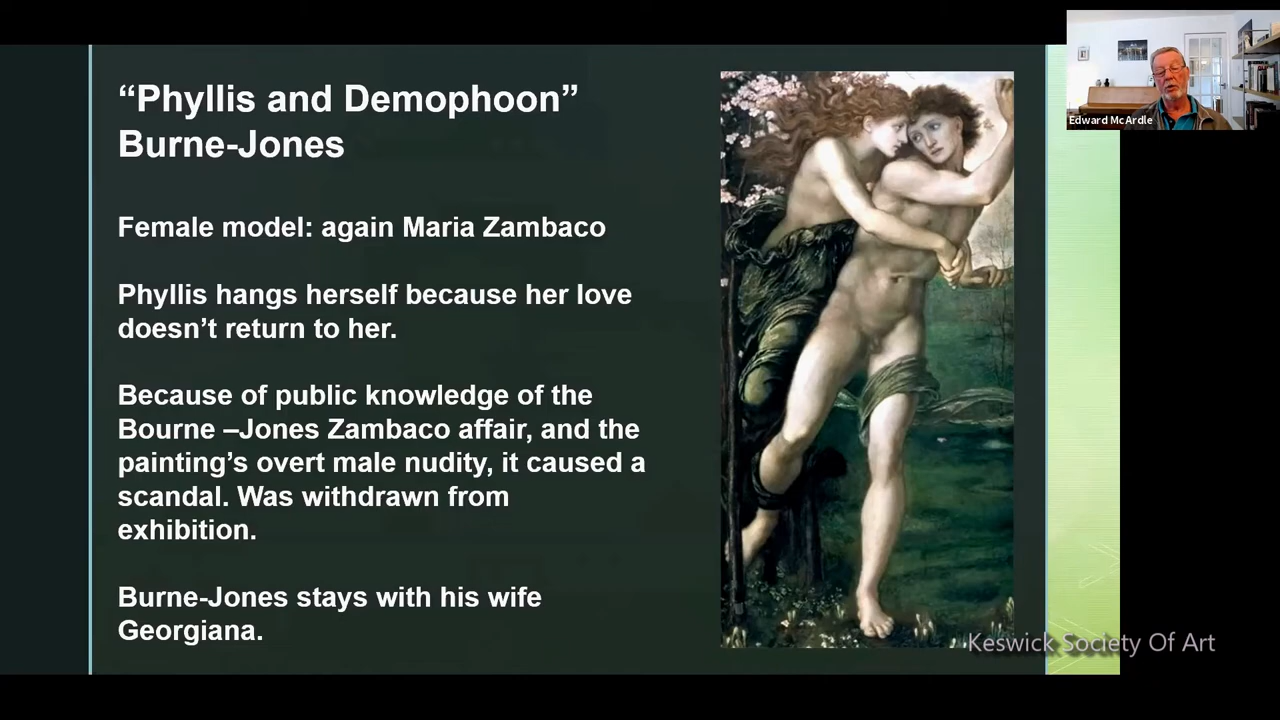 “Phyllis and Demophoon”
Burne-Jones
Female model: again Maria Zambaco
Phyllis hangs herself because her love
doesn’t return to her.
Because of public knowledge of the
Bourne –Jones Zambaco affair, and the
painting’s overt male nudity, it caused a
scandal. Was withdrawn from
exhibition.
Burne-Jones stays with his wife
Georgiana.
Edward McArdle
Keswick Society Of Art